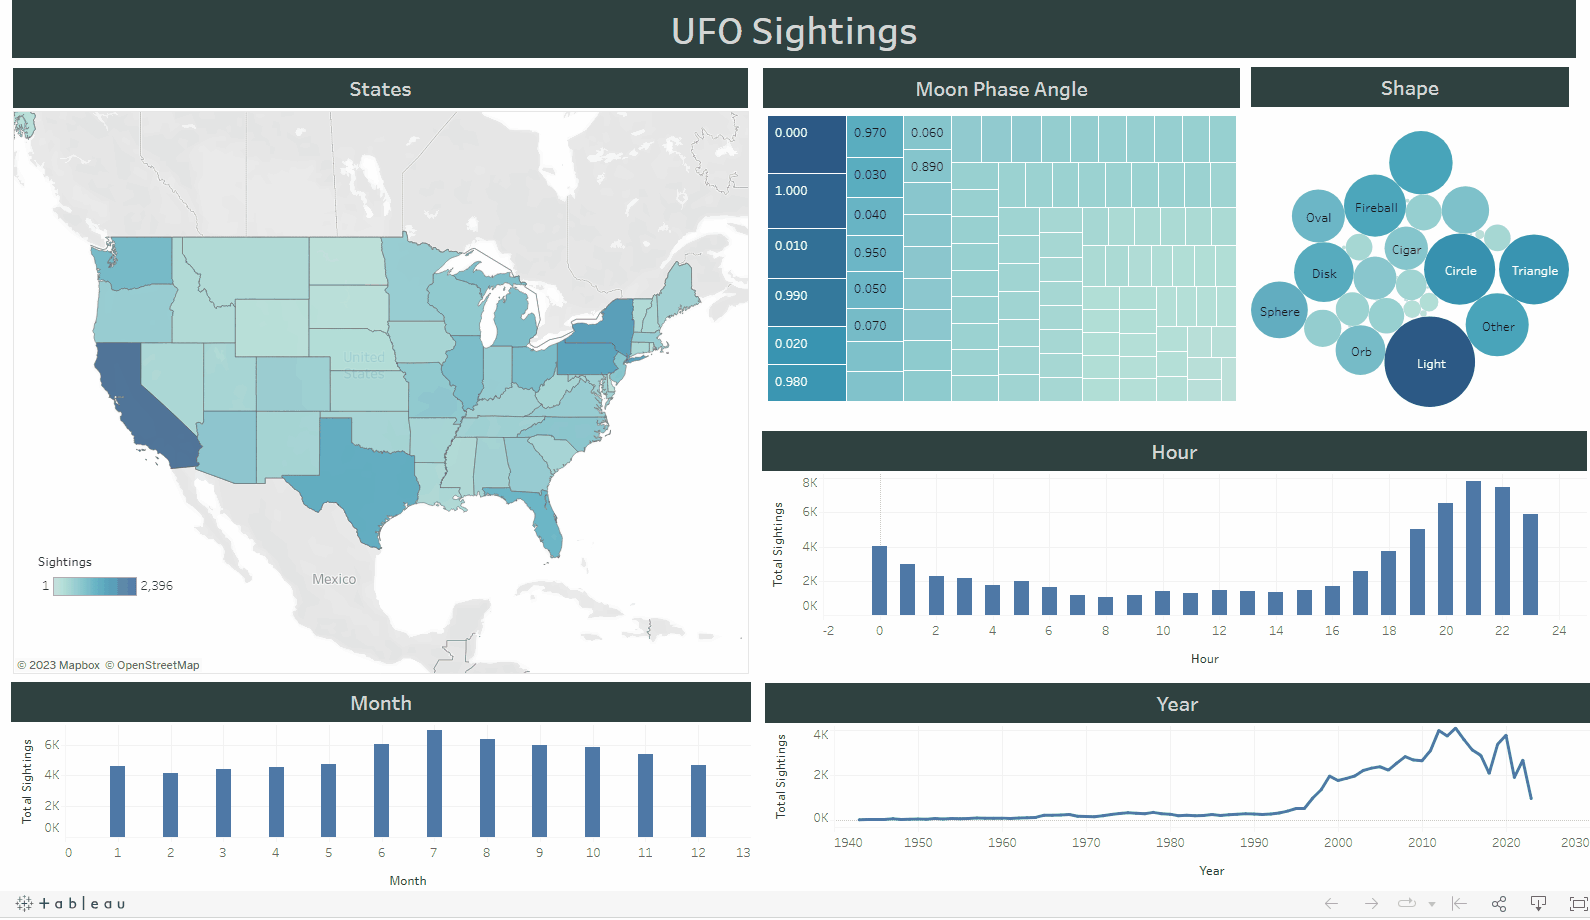 UFO Sightings
States
United
States
Mexico
Sightings
1 2,396
© 2023 Mapbox © OpenStreetMap
Moon Phase Angle
0.000
1.000
0.010
0.990
0.020
0.980
0.970
0.030
0.040
0.950
0.050
0.070
0.060
0.890
Shape
Oval
Fireball
Cigar
Disk
Circle
Triangle
Sphere
Other
Orb
Light
Hour
Total Sightings
8K
6K
4K
2K
0K
-2 0 2 4 6 8 10 12 14 16 18 20 22 24
Hour
Month
Total Sightings
6K
4K
2K
0K
0 1 2 3 4 5 6 7 8 9 10 11 12 13
Month
Year
Total Sightings
4K
2K
0K
1940 1950 1960 1970 1980 1990 2000 2010 2020 2030
Year
+ableau